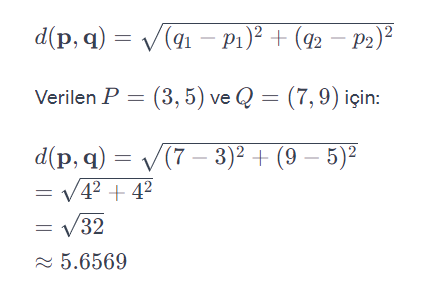 d(p, q) = √((q₁ − p₁)² + (q₂ − p₂)²)
Verilen P = (3, 5) ve Q = (7, 9) için:
d(p, q) = √((7 − 3)² + (9 − 5)²)
= √(4² + 4²)
= √32
≈ 5.6569